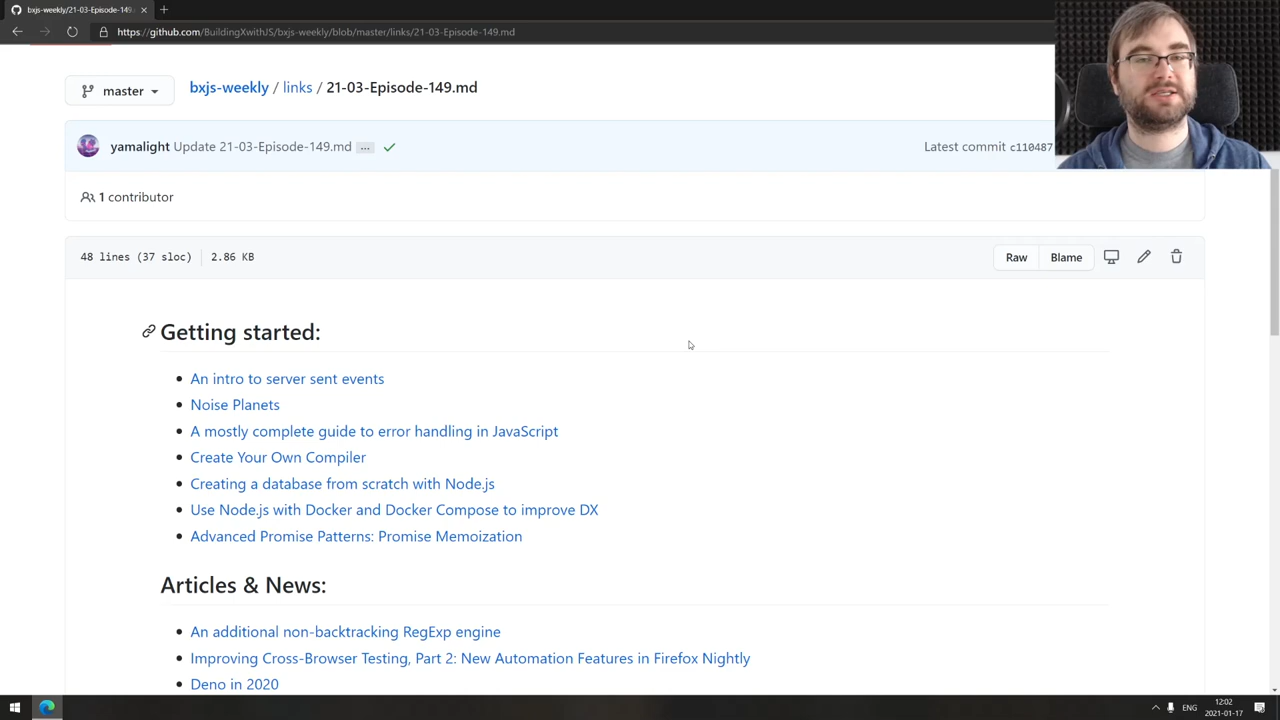 bxjs-weekly/21-03-Episode-149.
https://github.com/BuildingXwithJS/bxjs-weekly/blob/master/links/21-03-Episode-149.md
master
bxjs-weekly / links / 21-03-Episode-149.md
yamalight Update 21-03-Episode-149.md ...
Latest commit c110487
1 contributor
48 lines (37 sloc) 2.86 KB
Raw
Blame
Getting started:
An intro to server sent events
Noise Planets
A mostly complete guide to error handling in JavaScript
Create Your Own Compiler
Creating a database from scratch with Node.js
Use Node.js with Docker and Docker Compose to improve DX
Advanced Promise Patterns: Promise Memoization
Articles & News:
An additional non-backtracking RegExp engine
Improving Cross-Browser Testing, Part 2: New Automation Features in Firefox Nightly
Deno in 2020
ENG
12:02
2021-01-17